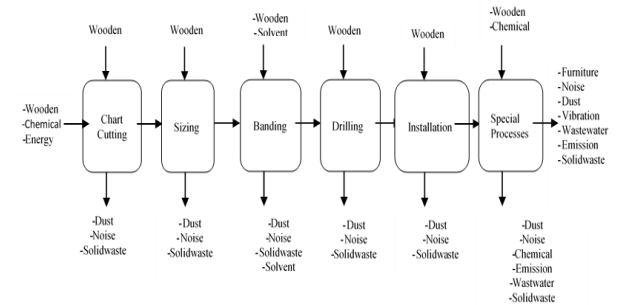 Wooden
Wooden
-Wooden
-Solvent
Wooden
Wooden
-Wooden
-Chemical
-Wooden
-Chemical
-Energy
Chart
Cutting
Sizing
Banding
Drilling
Installation
Special
Processes
-Furniture
-Noise
-Dust
-Vibration
-Wastewater
-Emission
-Solidwaste
-Dust
-Noise
-Solidwaste
-Dust
-Noise
-Solidwaste
-Dust
-Noise
-Solidwaste
-Solvent
-Dust
-Noise
-Solidwaste
-Dust
-Noise
-Solidwaste
-Dust
-Noise
-Chemical
-Emission
-Wastwater
-Solidwaste